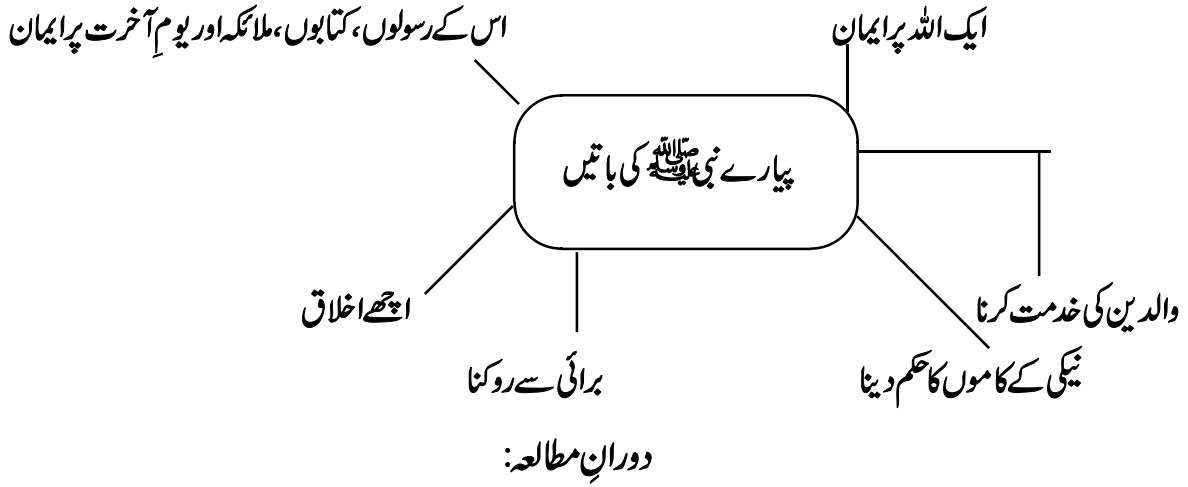 ایک اللہ پر ایمان
اس کے رسولوں، کتابوں، ملائکہ اور یومِ آخرت پر ایمان
پیارے نبی ﷺ کی باتیں
والدین کی خدمت کرنا
اچھے اخلاق
نیکی کے کاموں کا حکم دینا
برائی سے روکنا
دورانِ مطالعہ: